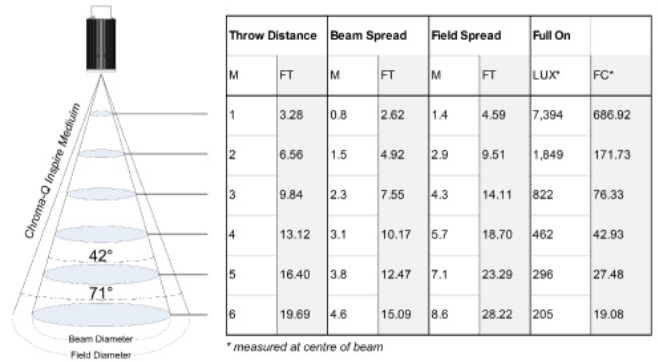 Chroma-Q Inspire Medium
42°
71°
Beam Diameter
Field Diameter
Throw Distance Beam Spread Field Spread Full On
M FT M FT M FT LUX* FC*
1 3.28 0.8 2.62 1.4 4.59 7,394 686.92
2 6.56 1.5 4.92 2.9 9.51 1,849 171.73
3 9.84 2.3 7.55 4.3 14.11 822 76.33
4 13.12 3.1 10.17 5.7 18.70 462 42.93
5 16.40 3.8 12.47 7.1 23.29 296 27.48
6 19.69 4.6 15.09 8.6 28.22 205 19.08
* measured at centre of beam